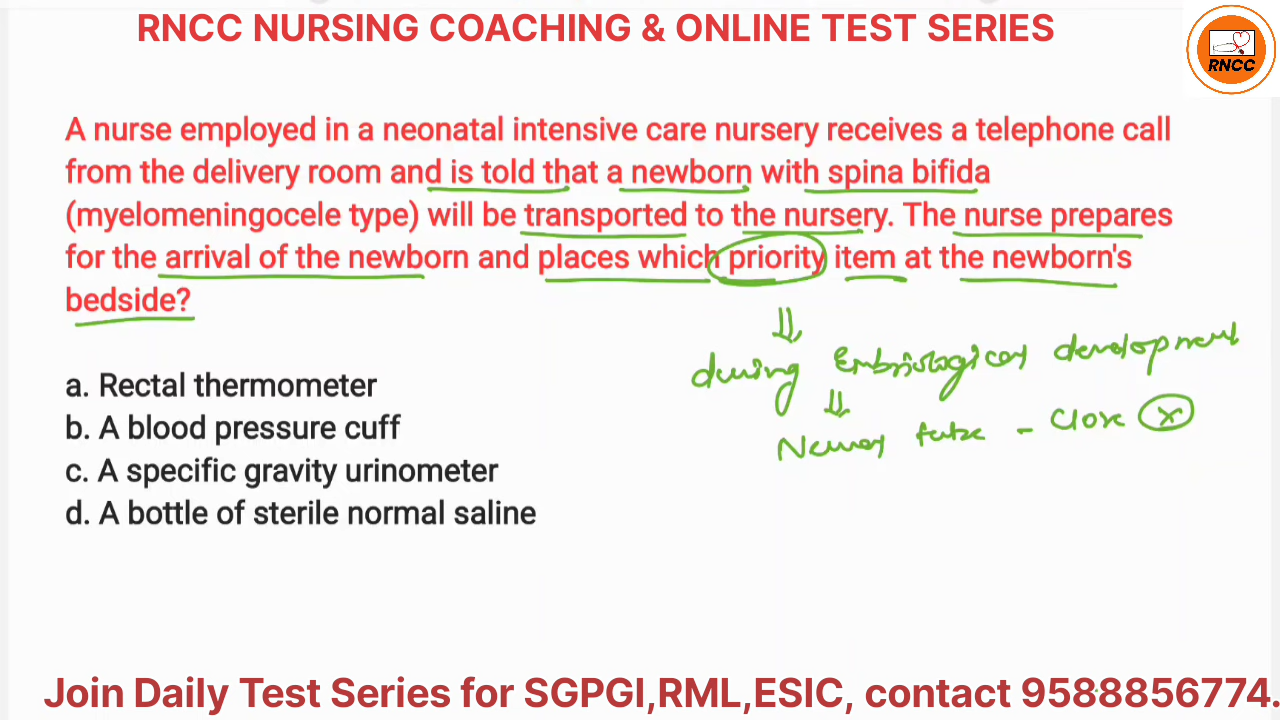 RNCC NURSING COACHING & ONLINE TEST SERIES
RNCC
A nurse employed in a neonatal intensive care nursery receives a telephone call
from the delivery room and is told that a newborn with spina bifida
(myelomeningocele type) will be transported to the nursery. The nurse prepares
for the arrival of the newborn and places which priority item at the newborn's
bedside?
during Embriological development
Neural tube - Close x
a. Rectal thermometer
b. A blood pressure cuff
c. A specific gravity urinometer
d. A bottle of sterile normal saline
Join Daily Test Series for SGPGI,RML,ESIC, contact 9588856774.